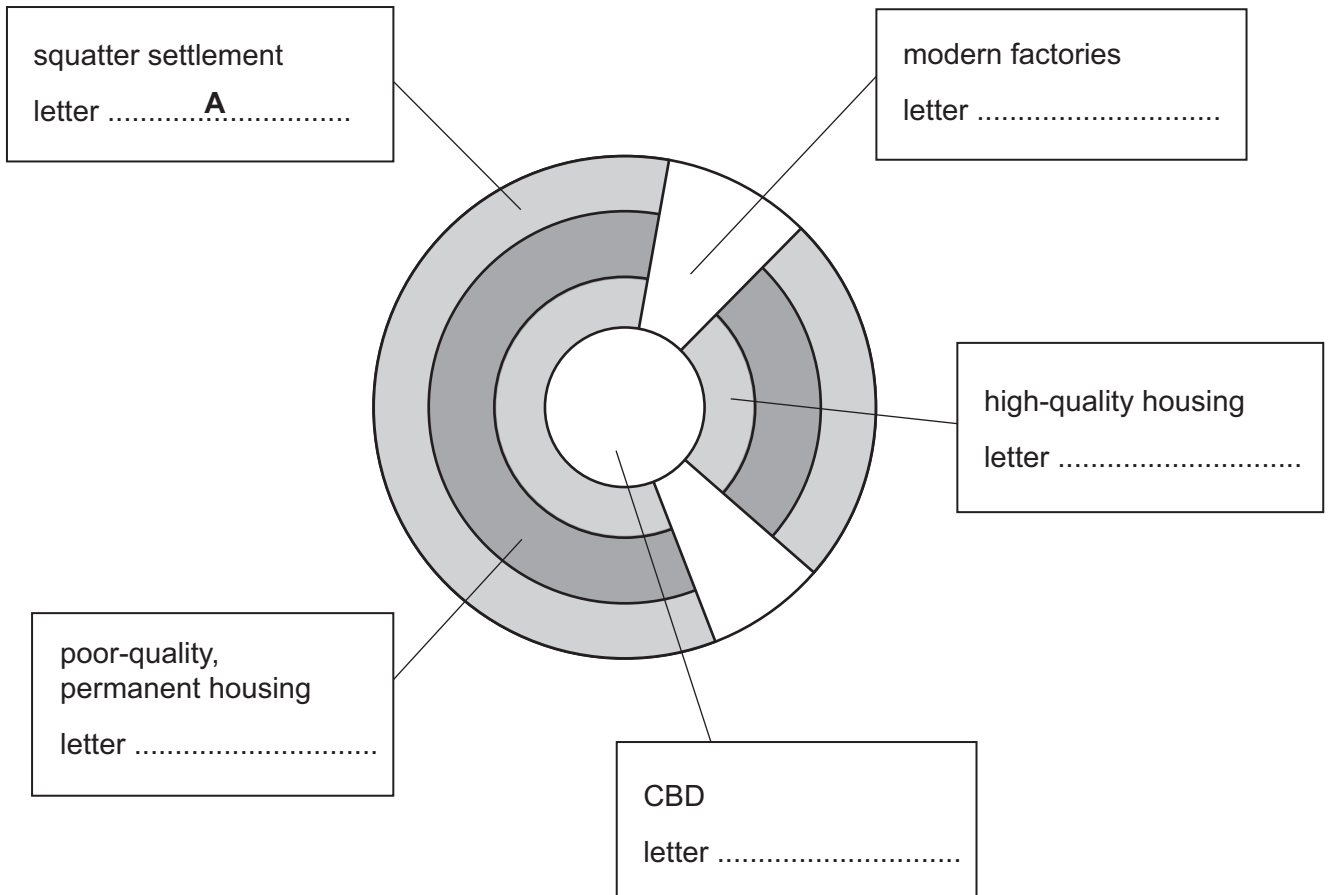 squatter settlement
letter ..............A................
modern factories
letter ..............................
high-quality housing
letter ..............................
poor-quality,
permanent housing
letter ..............................
CBD
letter ..............................